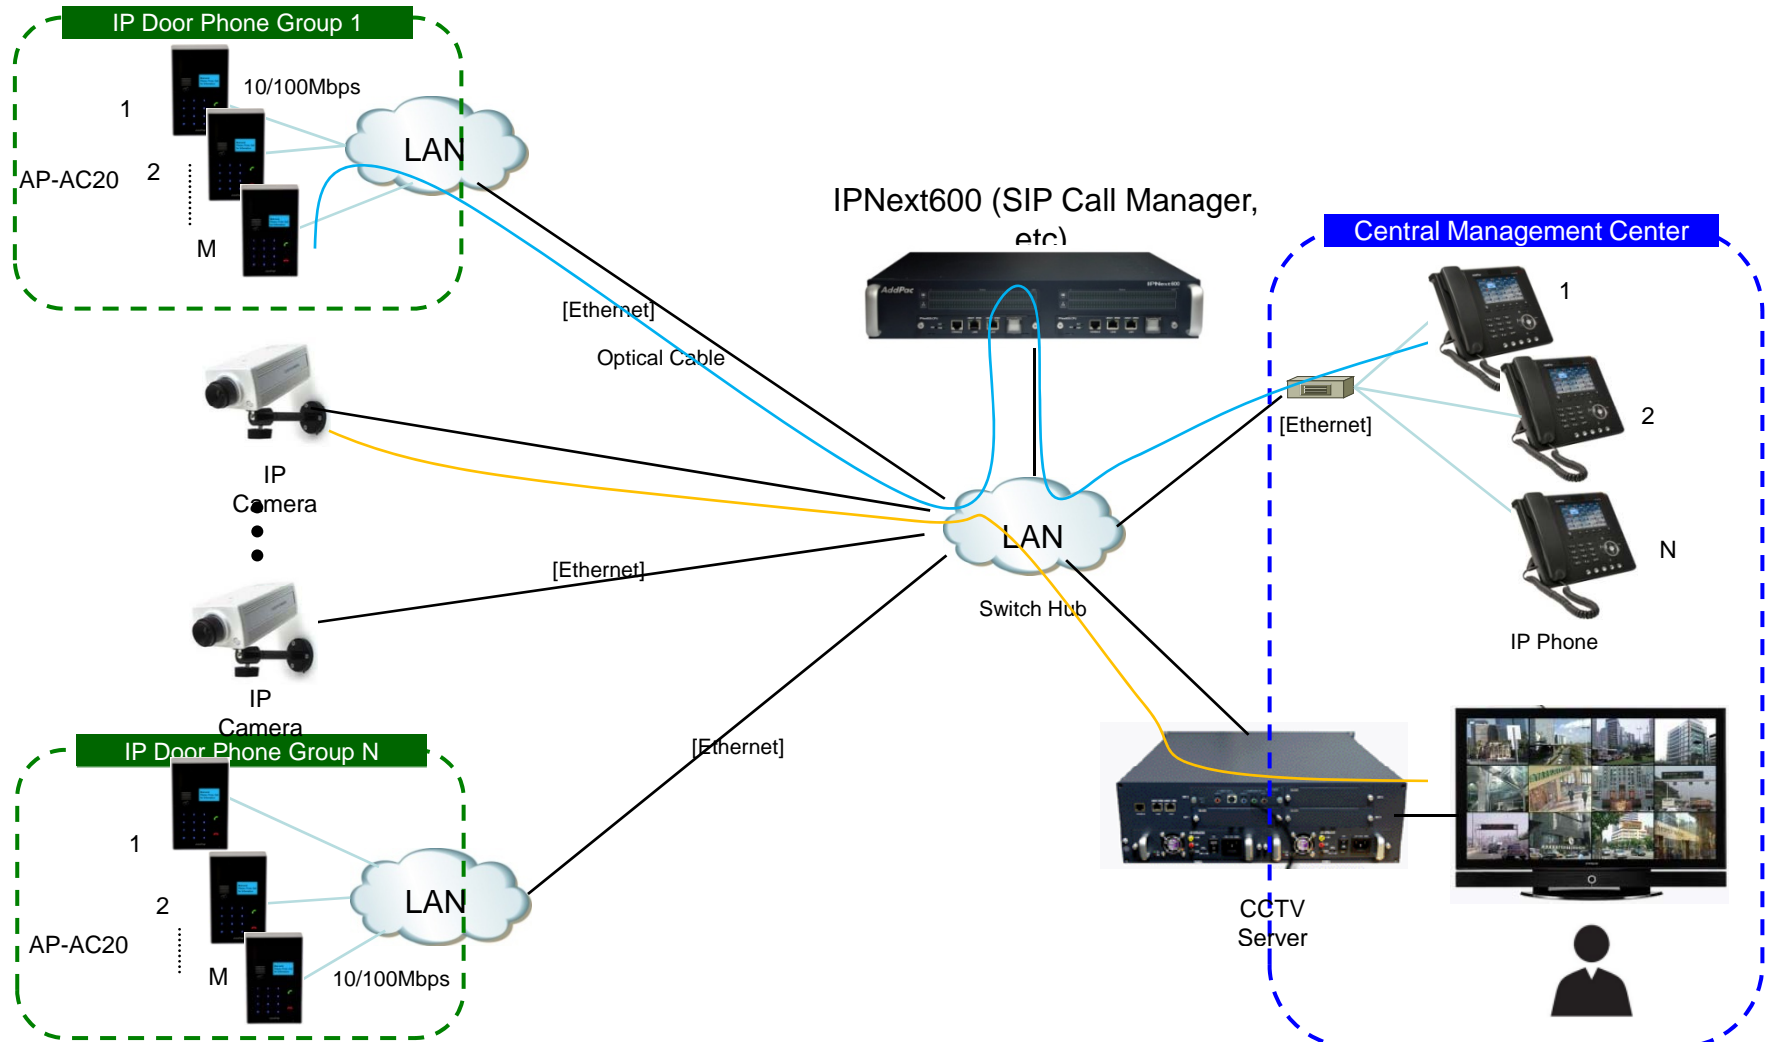 IP Door Phone Group 1
10/100Mbps
1
LAN
AP-AC20
2
M
IPNext600 (SIP Call Manager,
etc)
AddPac
IPNext600
Central Management Center
1
[Ethernet]
Optical Cable
2
[Ethernet]
IP
Camera
LAN
N
[Ethernet]
Switch Hub
IP Phone
IP
Camera
IP Door Phone Group N
[Ethernet]
1
LAN
2
AP-AC20
M
10/100Mbps
CCTV
Server